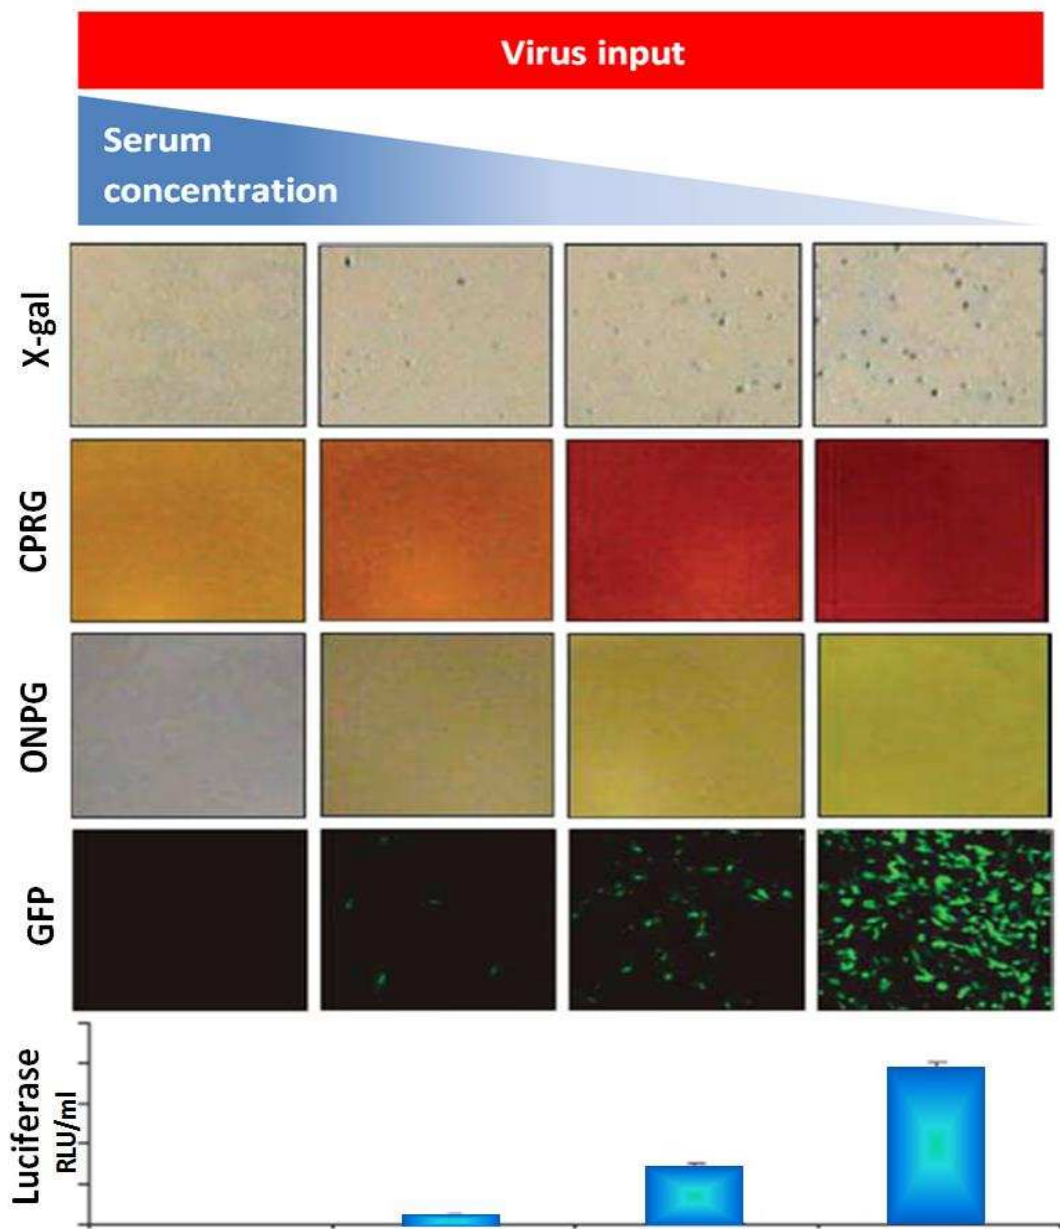 Virus input
Serum
concentration
X-gal
CPRG
ONPG
GFP
Luciferase
RLU/ml